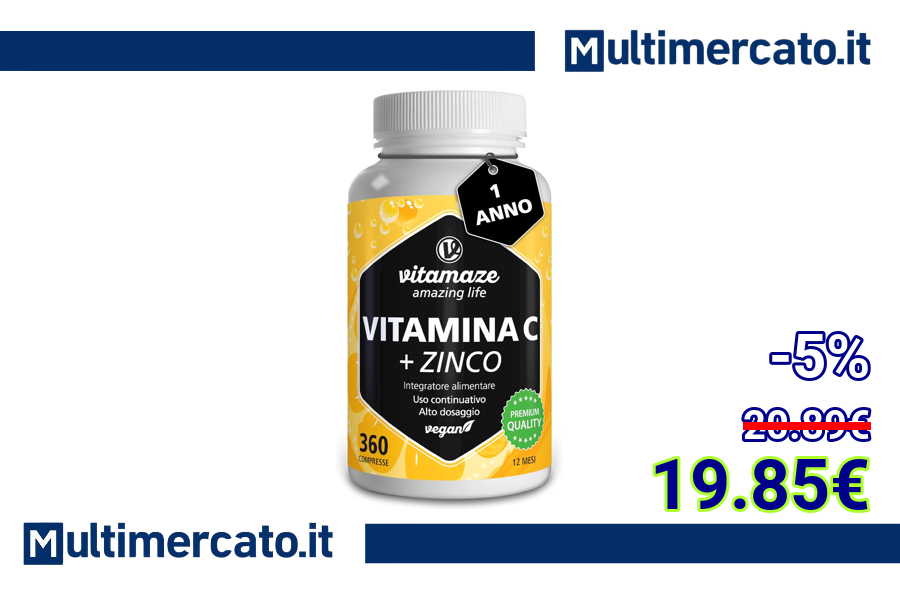 Multimercato.it
1
ANNO
vitamaze
amazing life
VITAMINA C
+ ZINCO
Integratore alimentare
Uso continuativo
Alto dosaggio
vegan
PREMIUM
QUALITY
360
COMPRESSE
12 MESI
-5%
20.89€
19.85€
Multimercato.it